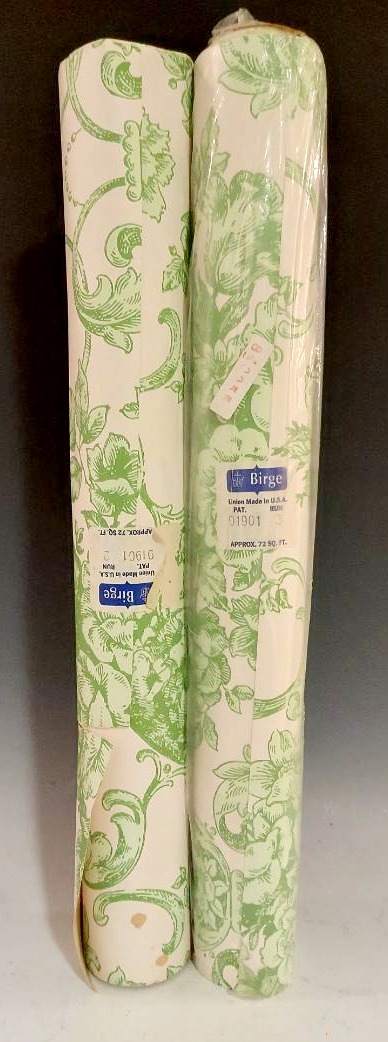 Birge
Union Made in U.S.A.
PAT. RUN
01901 2
APPROX. 72 SQ. FT.
Birge
Union Made in U.S.A.
PAT. RUN
01901
APPROX. 72 SQ. FT.